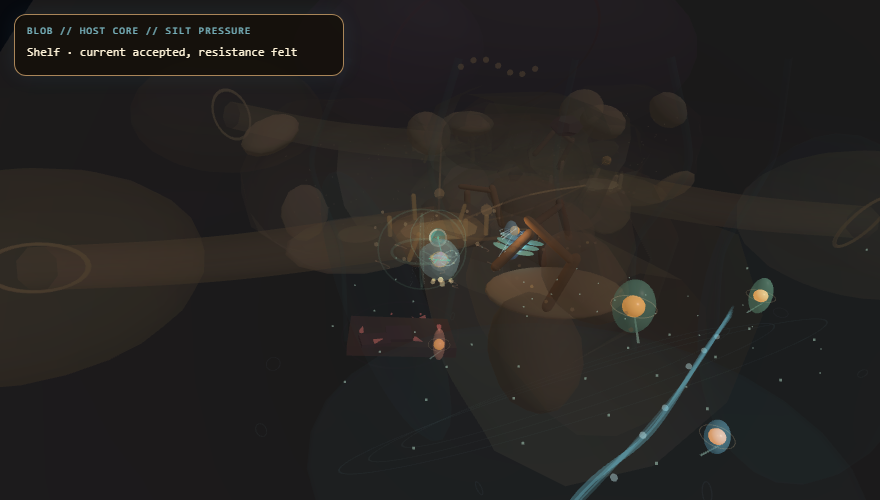 BLOB // HOST CORE // SILT PRESSURE
Shelf · current accepted, resistance felt